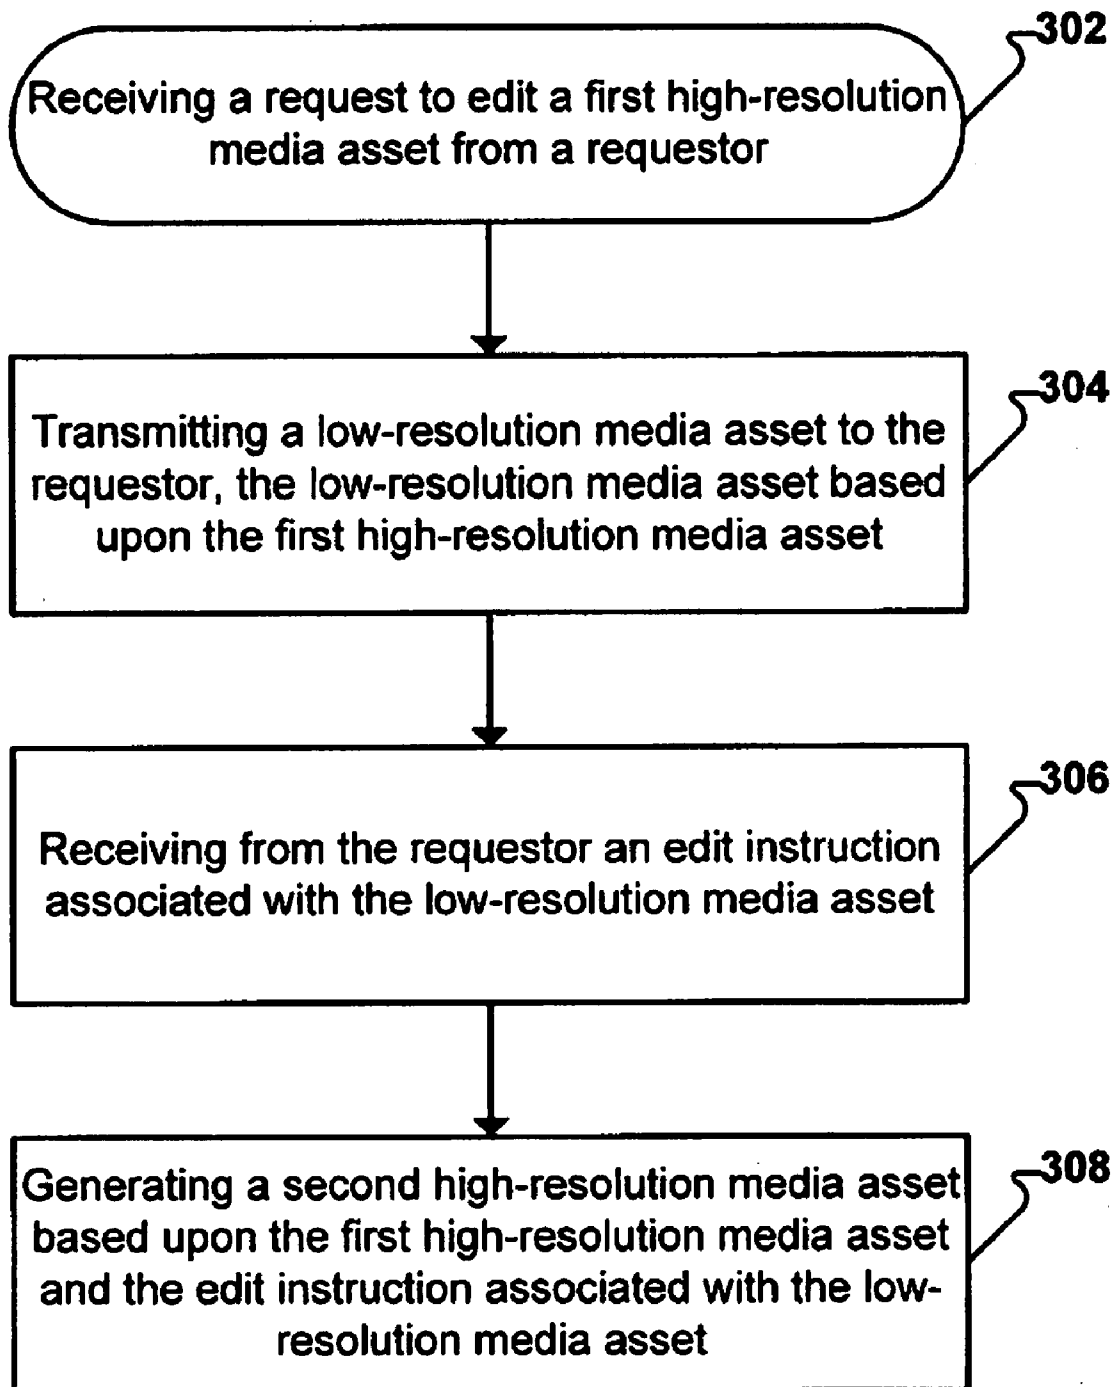 302
Receiving a request to edit a first high-resolution
media asset from a requestor
304
Transmitting a low-resolution media asset to the
requestor, the low-resolution media asset based
upon the first high-resolution media asset
306
Receiving from the requestor an edit instruction
associated with the low-resolution media asset
308
Generating a second high-resolution media asset
based upon the first high-resolution media asset
and the edit instruction associated with the low-
resolution media asset